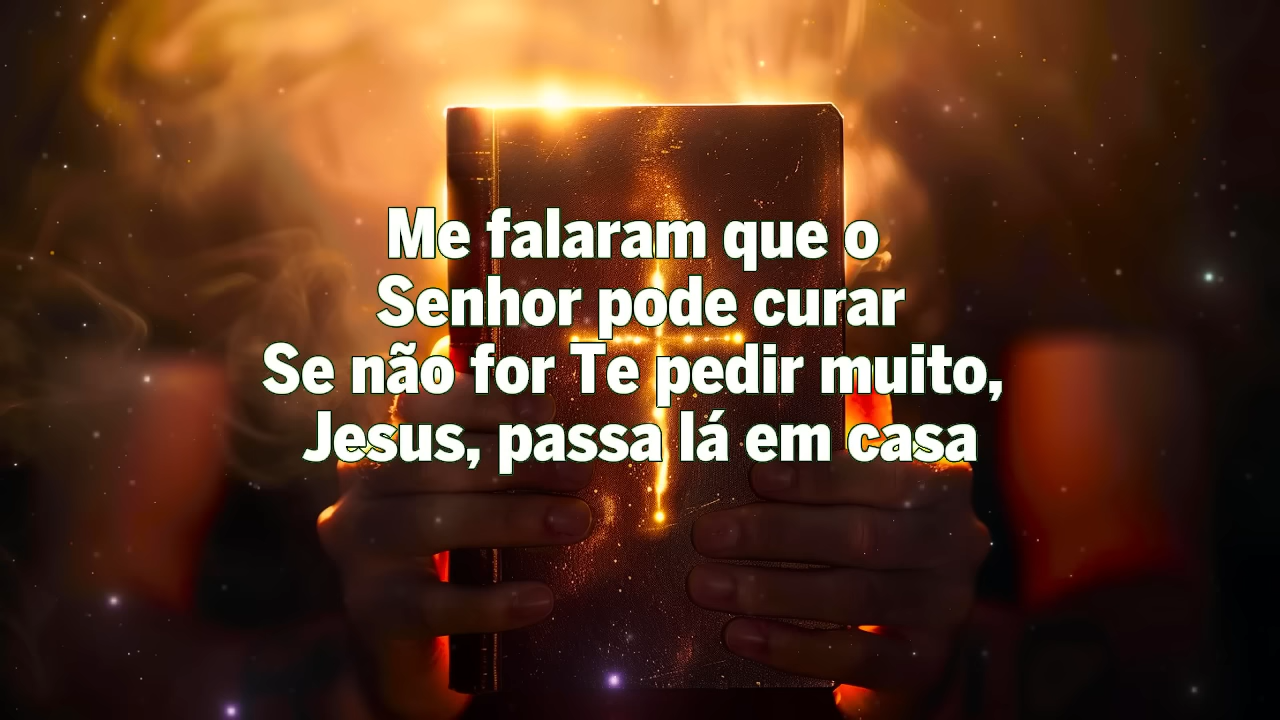 Me falaram que o
Senhor pode curar
Se não for Te pedir muito,
Jesus, passa lá em casa